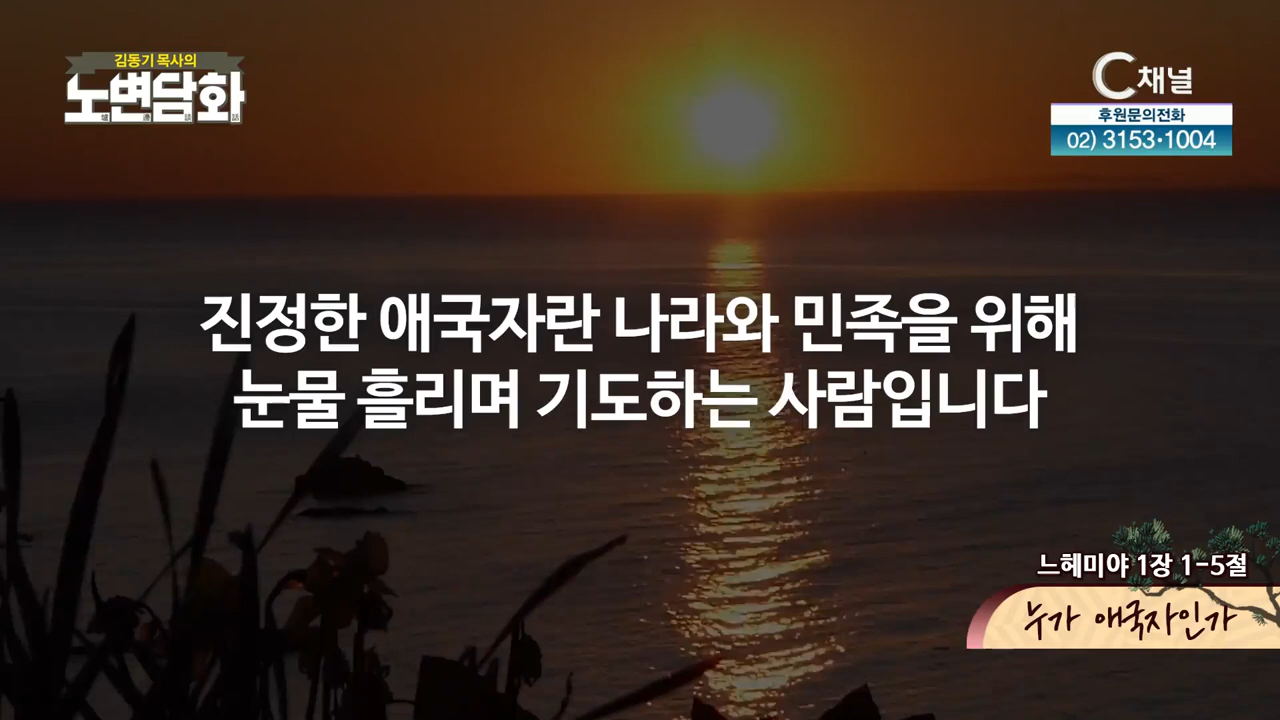 김동기 목사의
노변담화
C채널
후원문의전화
02) 3153·1004
진정한 애국자란 나라와 민족을 위해
눈물 흘리며 기도하는 사람입니다
느헤미야 1장 1-5절
누가 애국자인가